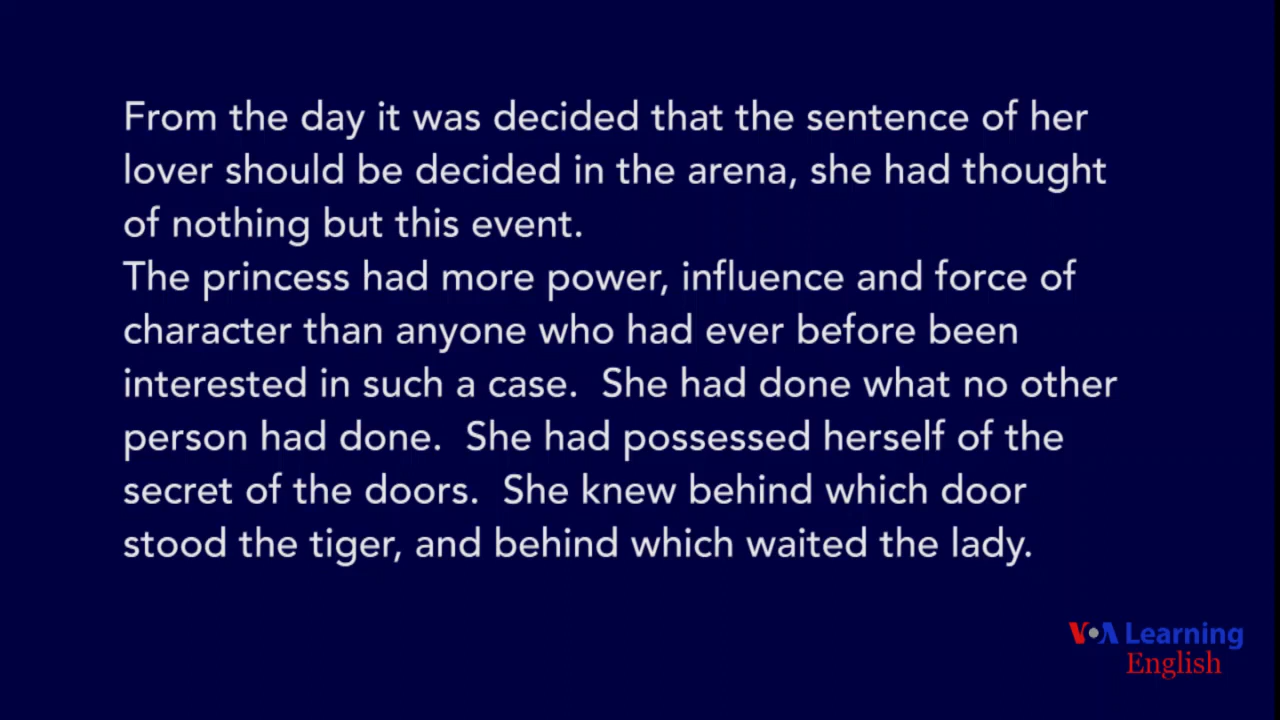 From the day it was decided that the sentence of her
lover should be decided in the arena, she had thought
of nothing but this event.
The princess had more power, influence and force of
character than anyone who had ever before been
interested in such a case.  She had done what no other
person had done.  She had possessed herself of the
secret of the doors.  She knew behind which door
stood the tiger, and behind which waited the lady.
VOA Learning
English